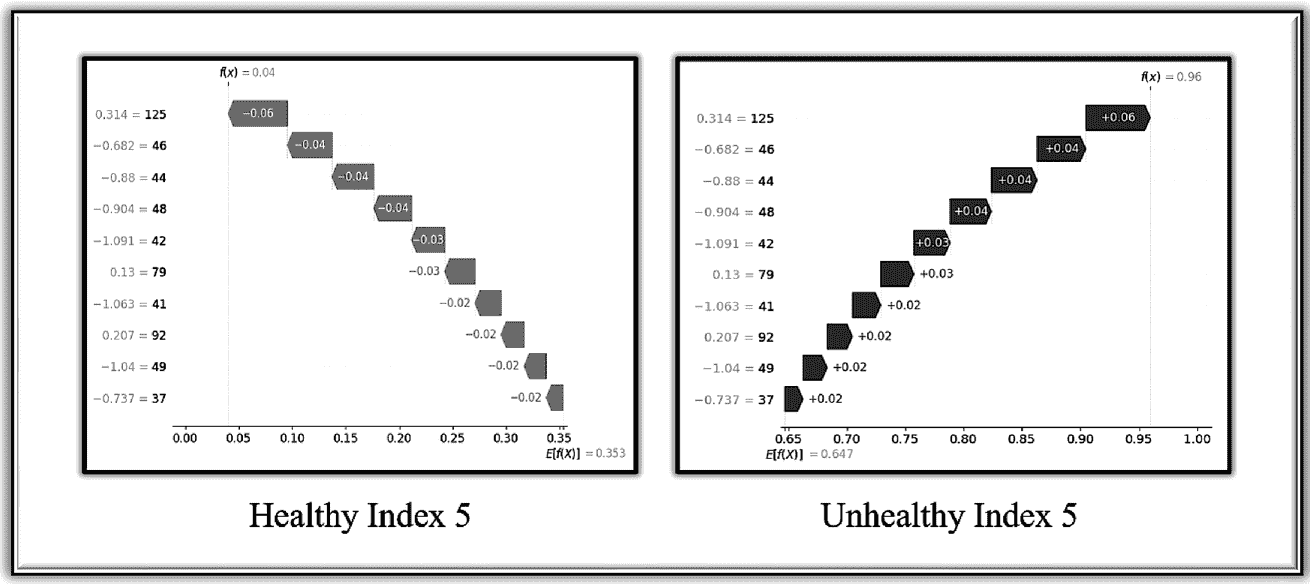 f(x) = 0.04
0.314 = 125
−0.06
−0.682 = 46
−0.04
−0.88 = 44
−0.04
−0.904 = 48
−0.04
−1.091 = 42
−0.03
0.13 = 79
−0.03
−1.063 = 41
−0.02
0.207 = 92
−0.02
−1.04 = 49
−0.02
−0.737 = 37
−0.02
0.00 0.05 0.10 0.15 0.20 0.25 0.30 0.35
E[f(X)] = 0.353
Healthy Index 5
f(x) = 0.96
0.314 = 125
+0.06
−0.682 = 46
+0.04
−0.88 = 44
+0.04
−0.904 = 48
+0.04
−1.091 = 42
+0.03
0.13 = 79
+0.03
−1.063 = 41
+0.02
0.207 = 92
+0.02
−1.04 = 49
+0.02
−0.737 = 37
+0.02
0.65 0.70 0.75 0.80 0.85 0.90 0.95 1.00
E[f(X)] = 0.647
Unhealthy Index 5